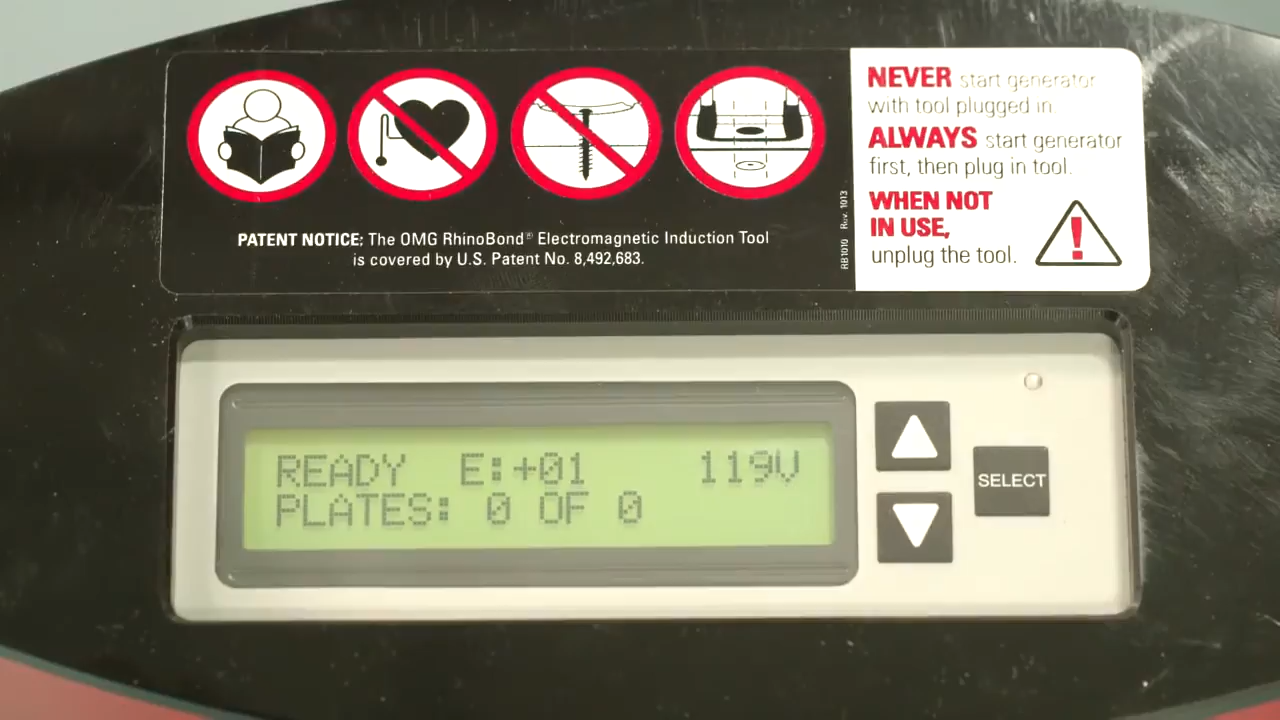 NEVER start generator
with tool plugged in.
ALWAYS start generator
first, then plug in tool.
WHEN NOT
IN USE,
unplug the tool.
RB1010 Rev. 1013
PATENT NOTICE: The OMG RhinoBond® Electromagnetic Induction Tool
is covered by U.S. Patent No. 8,492,683.
READY E:+01 119V
PLATES: 0 OF 0
SELECT